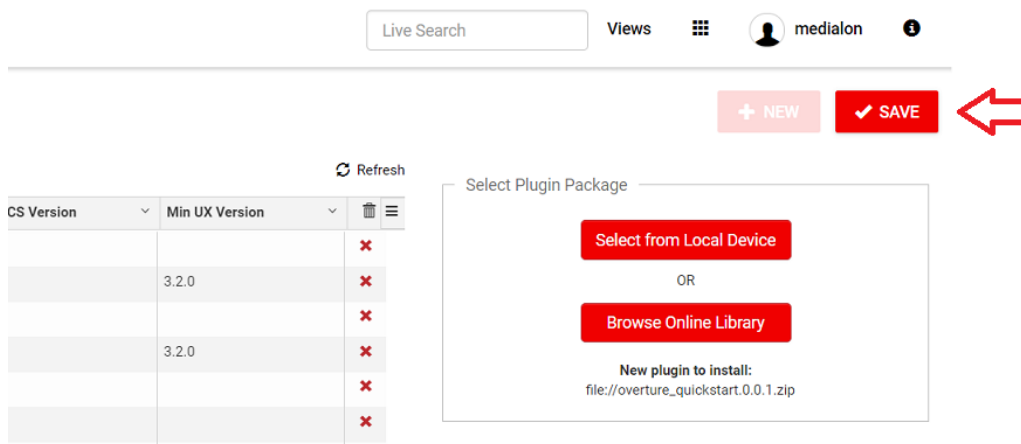 Live Search
Views
medialon
NEW
SAVE
Refresh
CS Version
Min UX Version
3.2.0
3.2.0
Select Plugin Package
Select from Local Device
OR
Browse Online Library
New plugin to install:
file://overture_quickstart.0.0.1.zip